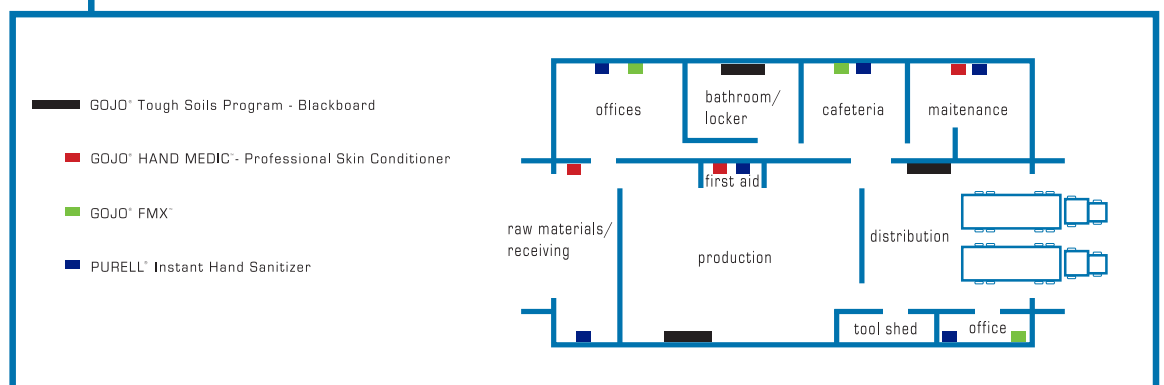 GOJO® Tough Soils Program - Blackboard
GOJO® HAND MEDIC™- Professional Skin Conditioner
GOJO® FMX™
PURELL® Instant Hand Sanitizer
offices
bathroom/
locker
cafeteria
maitenance
first aid
raw materials/
receiving
production
distribution
tool shed
office